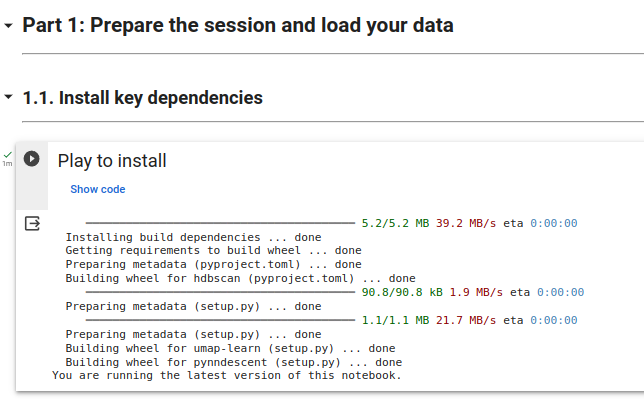 Part 1: Prepare the session and load your data
1.1. Install key dependencies
1m
Play to install
Show code
5.2/5.2 MB 39.2 MB/s eta 0:00:00
Installing build dependencies ... done
Getting requirements to build wheel ... done
Preparing metadata (pyproject.toml) ... done
Building wheel for hdbscan (pyproject.toml) ... done
90.8/90.8 kB 1.9 MB/s eta 0:00:00
Preparing metadata (setup.py) ... done
1.1/1.1 MB 21.7 MB/s eta 0:00:00
Preparing metadata (setup.py) ... done
Building wheel for umap-learn (setup.py) ... done
Building wheel for pynndescent (setup.py) ... done
You are running the latest version of this notebook.